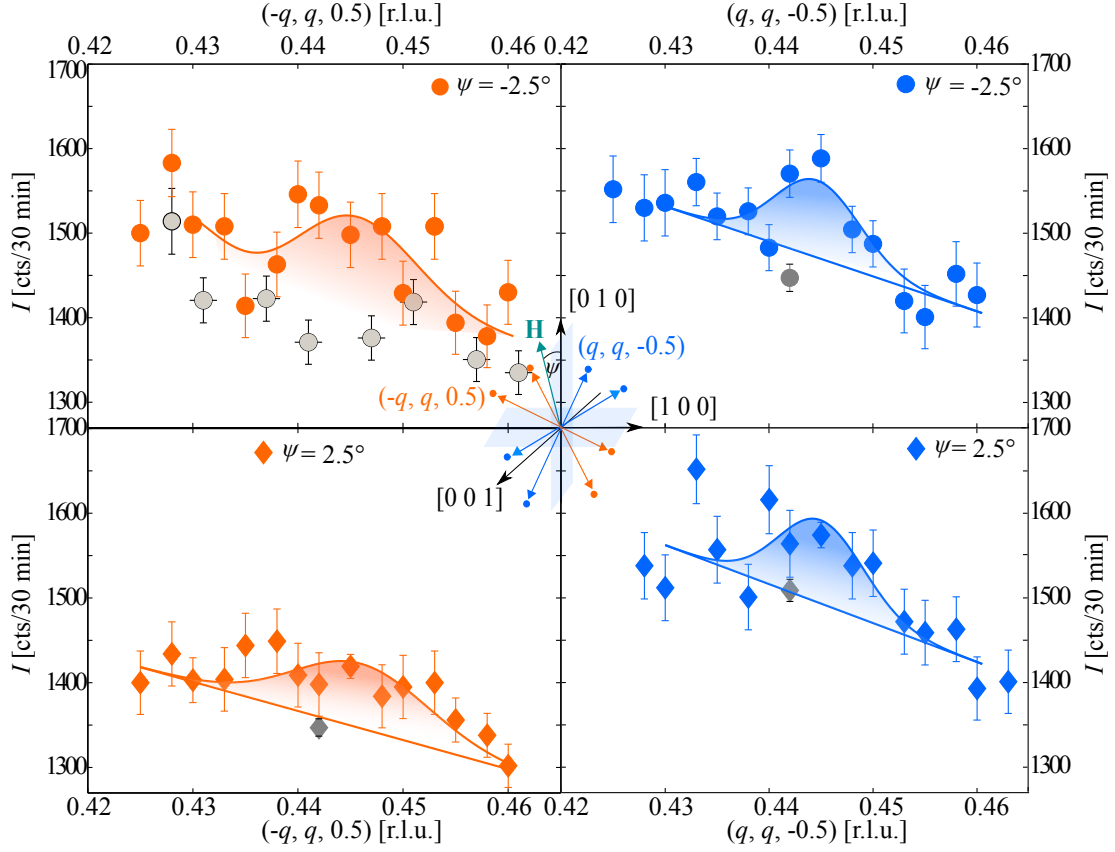 (-q, q, 0.5) [r.l.u.]
(q, q, -0.5) [r.l.u.]
0.42 0.43 0.44 0.45 0.46
0.42 0.43 0.44 0.45 0.46
1700
1600
1500
1400
1300
I [cts/30 min]
ψ = -2.5°
ψ = -2.5°
1700
1600
1500
1400
1300
I [cts/30 min]
[0 1 0]
H
ψ
(q, q, -0.5)
(-q, q, 0.5)
[1 0 0]
[0 0 1]
1700
1600
1500
1400
1300
I [cts/30 min]
ψ = 2.5°
ψ = 2.5°
1700
1600
1500
1400
1300
I [cts/30 min]
0.42 0.43 0.44 0.45 0.46
0.42 0.43 0.44 0.45 0.46
(-q, q, 0.5) [r.l.u.]
(q, q, -0.5) [r.l.u.]